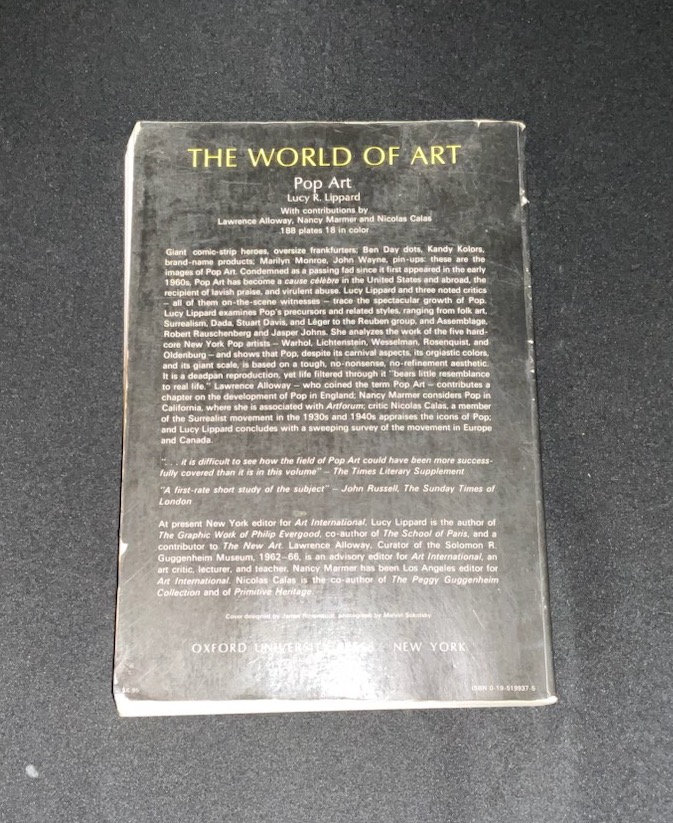 THE WORLD OF ART
Pop Art
Lucy R. Lippard
With contributions by
Lawrence Alloway, Nancy Marmer and Nicolas Calas
188 plates 18 in color
Giant comic-strip heroes, oversize frankfurters; Ben Day dots, Kandy Kolors,
brand-name products; Marilyn Monroe, John Wayne, pin-ups: these are the
images of Pop Art. Condemned as a passing fad since it first appeared in the early
1960s, Pop Art has become a cause célèbre in the United States and abroad, the
recipient of lavish praise, and virulent abuse. Lucy Lippard and three noted critics
– all of them on-the-scene witnesses – trace the spectacular growth of Pop.
Lucy Lippard examines Pop's precursors and related styles, ranging from folk art,
Surrealism, Dada, Stuart Davis, and Léger to the Reuben group, and Assemblage,
Robert Rauschenberg and Jasper Johns. She analyzes the work of the five hard-
core New York Pop artists – Warhol, Lichtenstein, Wesselman, Rosenquist, and
Oldenburg – and shows that Pop, despite its carnival aspects, its orgiastic colors,
and its giant scale, is based on a tough, no-nonsense, no-refinement aesthetic.
It is a deadpan reproduction, yet life filtered through it "bears little resemblance
to real life." Lawrence Alloway – who coined the term Pop Art – contributes a
chapter on the development of Pop in England; Nancy Marmer considers Pop in
California, where she is associated with Artforum; critic Nicolas Calas, a member
of the Surrealist movement in the 1930s and 1940s appraises the icons of Pop;
and Lucy Lippard concludes with a sweeping survey of the movement in Europe
and Canada.
". . . it is difficult to see how the field of Pop Art could have been more success-
fully covered than it is in this volume" – The Times Literary Supplement
"A first-rate short study of the subject" – John Russell, The Sunday Times of
London
At present New York editor for Art International, Lucy Lippard is the author of
The Graphic Work of Philip Evergood, co-author of The School of Paris, and a
contributor to The New Art. Lawrence Alloway, Curator of the Solomon R.
Guggenheim Museum, 1962–66, is an advisory editor for Art International, an
art critic, lecturer, and teacher. Nancy Marmer has been Los Angeles editor for
Art International. Nicolas Calas is the co-author of The Peggy Guggenheim
Collection and of Primitive Heritage.
Cover designed by James Rosenquist, photograph by Melvin Sokolsky
OXFORD UNIVERSITY PRESS NEW YORK
ISBN 0-19-519937-5